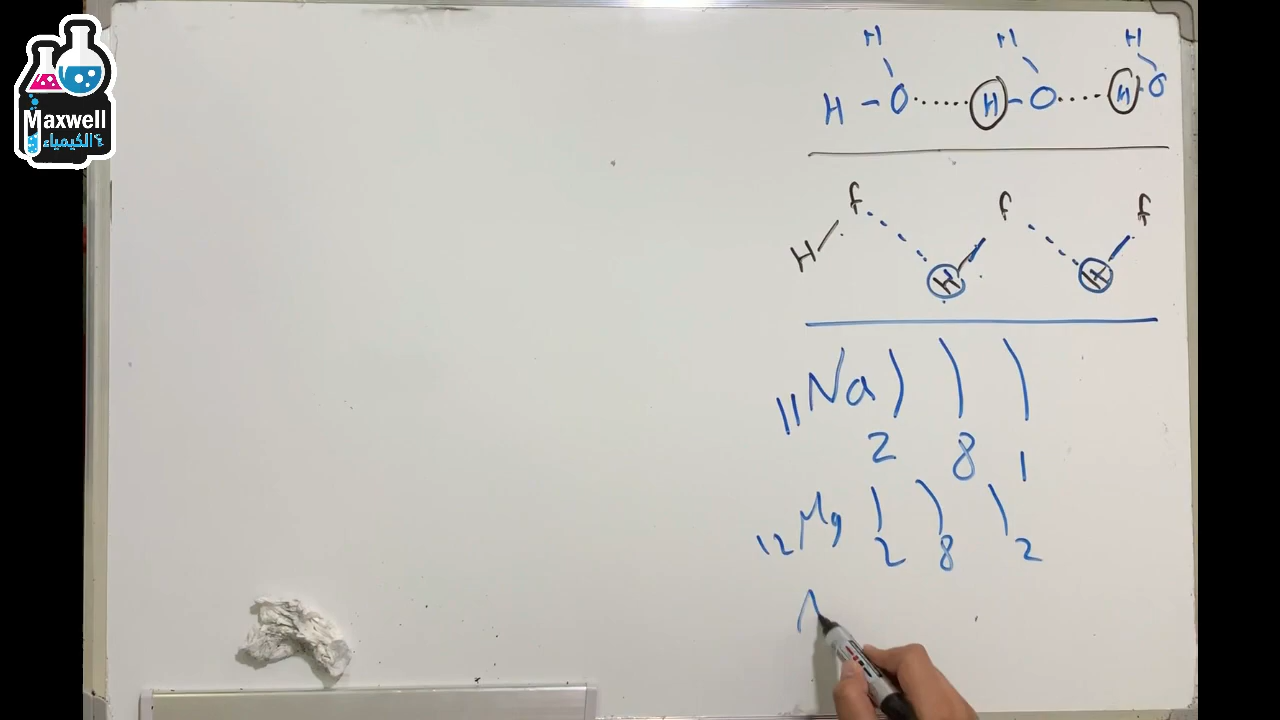 Maxwell
الكيمياء
H H H
H - O ...... H - O .... H - O
f f f
H H H
11Na ) ) )
2 8 1
12Mg ) ) )
2 8 2